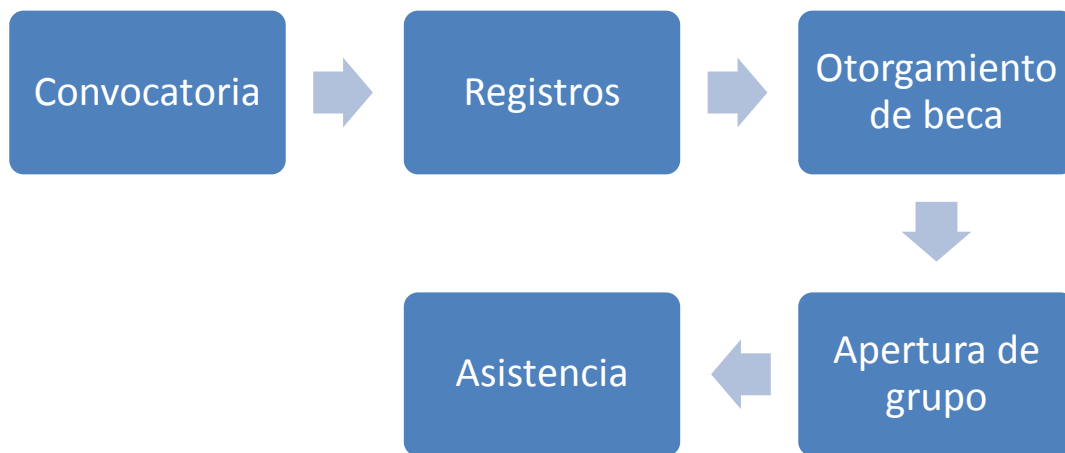 Convocatoria
Registros
Otorgamiento
de beca
Apertura de
grupo
Asistencia